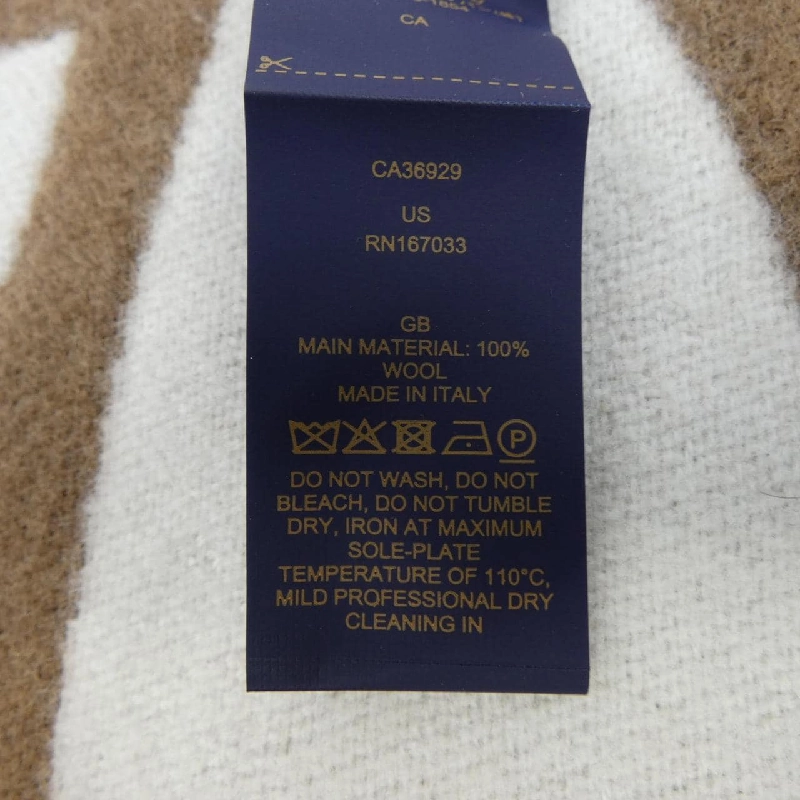 CA
CA36929
US
RN167033
GB
MAIN MATERIAL: 100%
WOOL
MADE IN ITALY
P
DO NOT WASH, DO NOT
BLEACH, DO NOT TUMBLE
DRY, IRON AT MAXIMUM
SOLE-PLATE
TEMPERATURE OF 110°C,
MILD PROFESSIONAL DRY
CLEANING IN